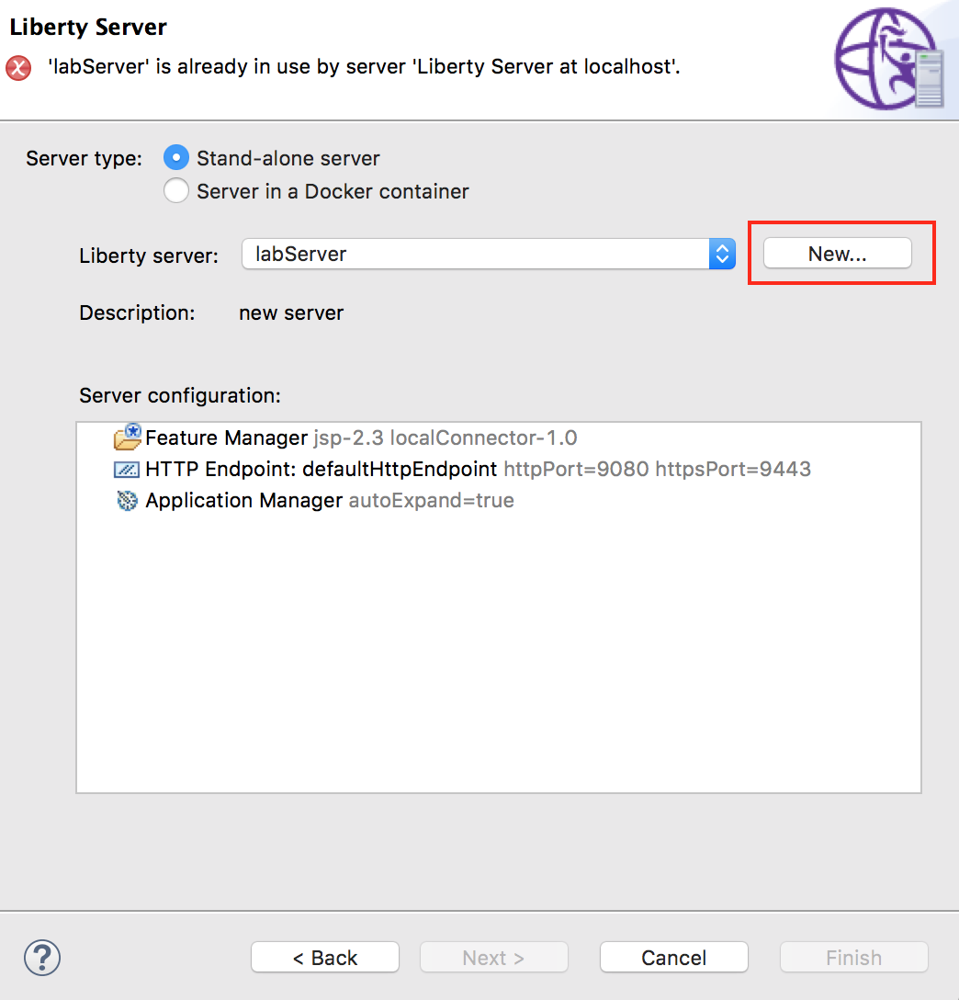 Liberty Server
'labServer' is already in use by server 'Liberty Server at localhost'.
Server type:
Stand-alone server
Server in a Docker container
Liberty server:
labServer
New...
Description:
new server
Server configuration:
Feature Manager jsp-2.3 localConnector-1.0
HTTP Endpoint: defaultHttpEndpoint httpPort=9080 httpsPort=9443
Application Manager autoExpand=true
?
< Back
Next >
Cancel
Finish